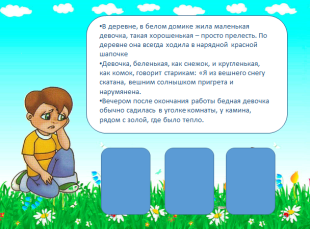 •В деревне, в белом домике жила маленькая
девочка, такая хорошенькая – просто прелесть. По
деревне она всегда ходила в нарядной красной
шапочке
•Девочка, беленькая, как снежок, и кругленькая,
как комок, говорит старикам: «Я из вешнего снегу
скатана, вешним солнышком пригрета и
нарумянена.
•Вечером после окончания работы бедная девочка
обычно садилась в уголке комнаты, у камина,
рядом с золой, где было тепло.